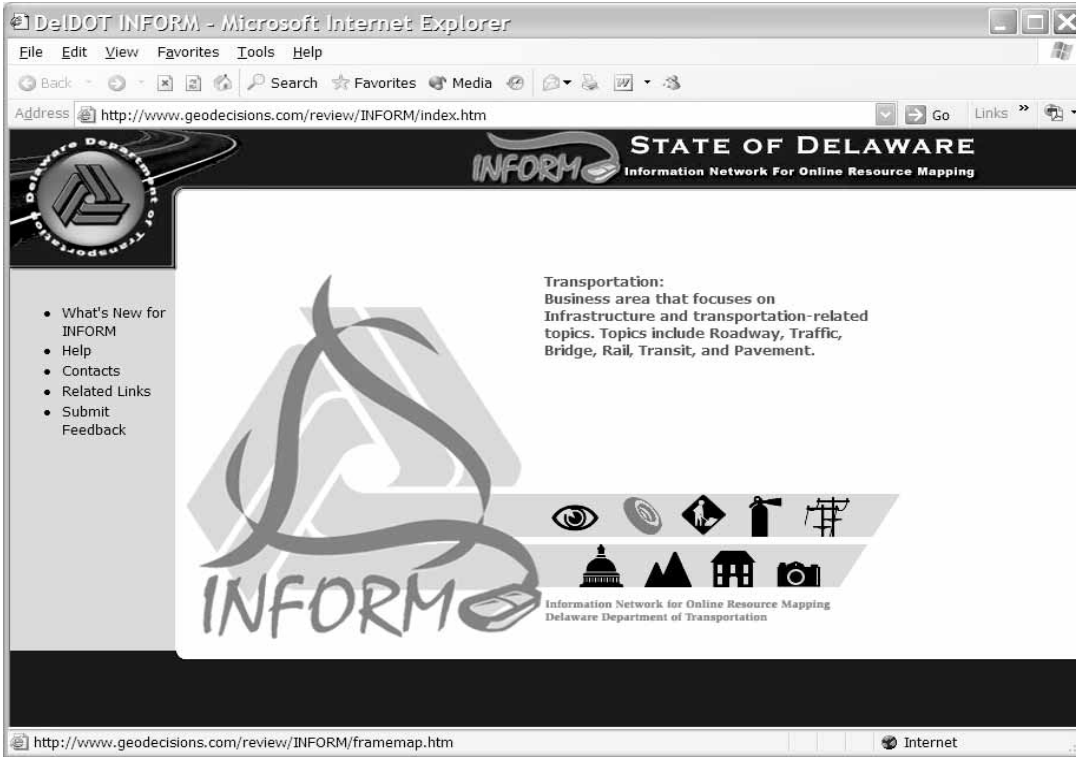 DelDOT INFORM - Microsoft Internet Explorer
File Edit View Favorites Tools Help
Back Search Favorites Media
Address http://www.geodecisions.com/review/INFORM/index.htm Go Links »
Delaware Department of Transportation
INFORM
STATE OF DELAWARE
Information Network For Online Resource Mapping
• What's New for
INFORM
• Help
• Contacts
• Related Links
• Submit
Feedback
Transportation:
Business area that focuses on
Infrastructure and transportation-related
topics. Topics include Roadway, Traffic,
Bridge, Rail, Transit, and Pavement.
INFORM
Information Network for Online Resource Mapping
Delaware Department of Transportation
http://www.geodecisions.com/review/INFORM/framemap.htm Internet